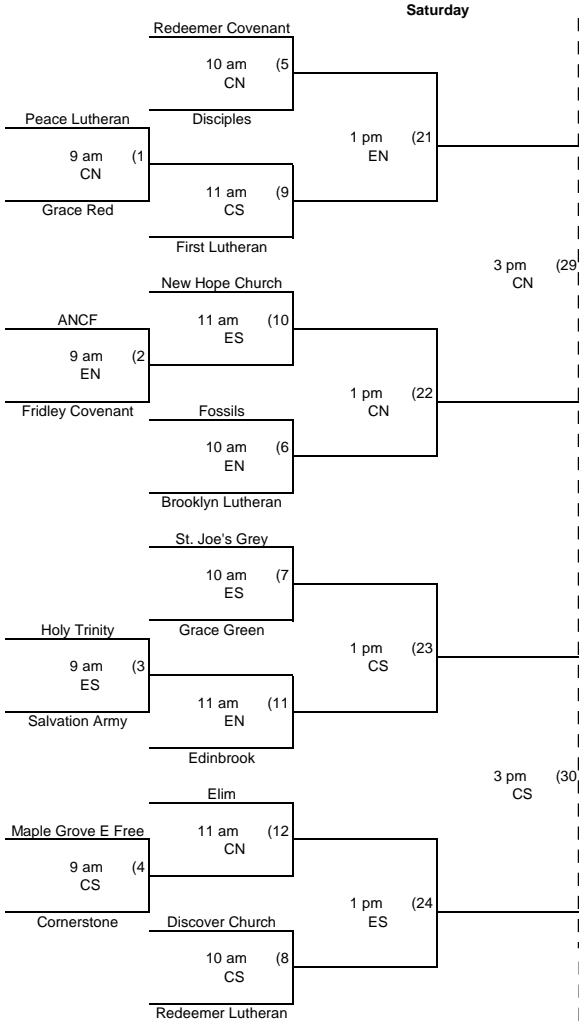 Saturday
Redeemer Covenant
10 am (5
CN
Peace Lutheran
Disciples
1 pm (21
EN
9 am (1
CN
11 am (9
CS
Grace Red
First Lutheran
3 pm (29
CN
New Hope Church
ANCF
11 am (10
ES
9 am (2
EN
1 pm (22
CN
Fridley Covenant
Fossils
10 am (6
EN
Brooklyn Lutheran
St. Joe's Grey
10 am (7
ES
Holy Trinity
Grace Green
1 pm (23
CS
9 am (3
ES
11 am (11
EN
Salvation Army
Edinbrook
3 pm (30
CS
Elim
Maple Grove E Free
11 am (12
CN
9 am (4
CS
1 pm (24
ES
Cornerstone
Discover Church
10 am (8
CS
Redeemer Lutheran